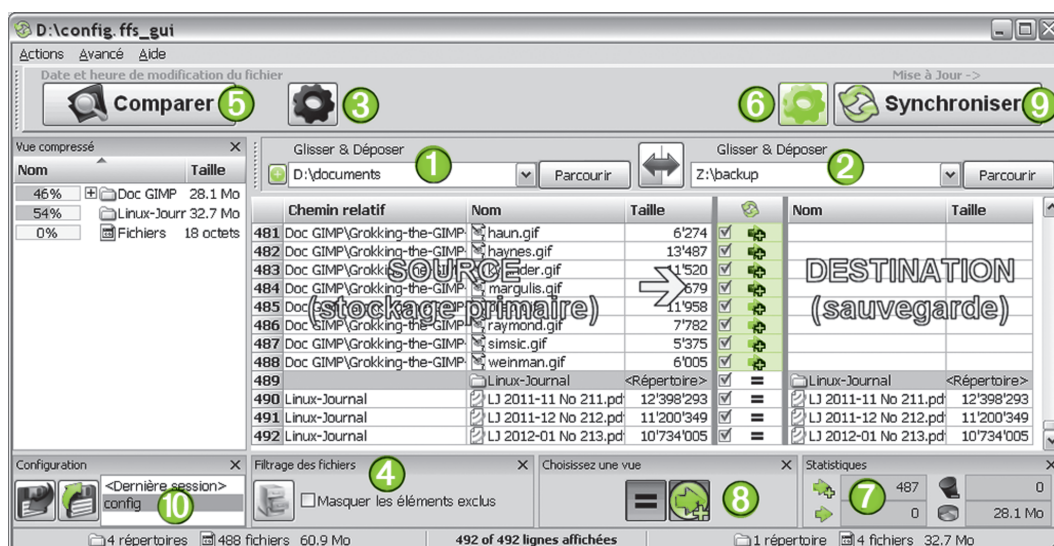 D:\config.ffs_gui
Actions Avancé Aide
Date et heure de modification du fichier
Comparer 5
3
Mise à Jour ->
6 Synchroniser 9
Vue compressé X
Nom Taille
46% Doc GIMP 28.1 Mo
54% Linux-Jourr 32.7 Mo
0% Fichiers 18 octets
Glisser & Déposer 1
D:\documents Parcourir
Glisser & Déposer 2
Z:\backup Parcourir
Chemin relatif Nom Taille Nom Taille
481 Doc GIMP\Grokking-the-GIMP- haun.gif 6'274
482 Doc GIMP\Grokking-the-GIMP- haynes.gif 13'487
483 Doc GIMP\Grokking-the-GIMP 11'520
484 Doc GIMP\Grokking-the-GIMP margulis.gif 679
485 Doc 11'958
486 Doc GIMP\Grokking-the-GIMP- raymond.gif 7'782
487 Doc GIMP\Grokking-the-GIMP- simsic.gif 5'375
488 Doc GIMP\Grokking-the-GIMP- weinman.gif 6'005
489 Linux-Journal <Répertoire> = Linux-Journal <Répertoire>
490 Linux-Journal LJ 2011-11 No 211.pd 12'398'293 = LJ 2011-11 No 211.pd 12'398'293
491 Linux-Journal LJ 2011-12 No 212.pd 11'200'349 = LJ 2011-12 No 212.pd 11'200'349
492 Linux-Journal LJ 2012-01 No 213.pd 10'734'005 = LJ 2012-01 No 213.pd 10'734'005
SOURCE
(stockage primaire)
DESTINATION
(sauvegarde)
Configuration X
<Dernière session>
config
10
Filtrage des fichiers 4 X
Masquer les éléments exclus
Choisissez une vue X
= 8
Statistiques X
7 487 0
0 28.1 Mo
4 répertoires 488 fichiers 60.9 Mo
492 of 492 lignes affichées
1 répertoire 4 fichiers 32.7 Mo